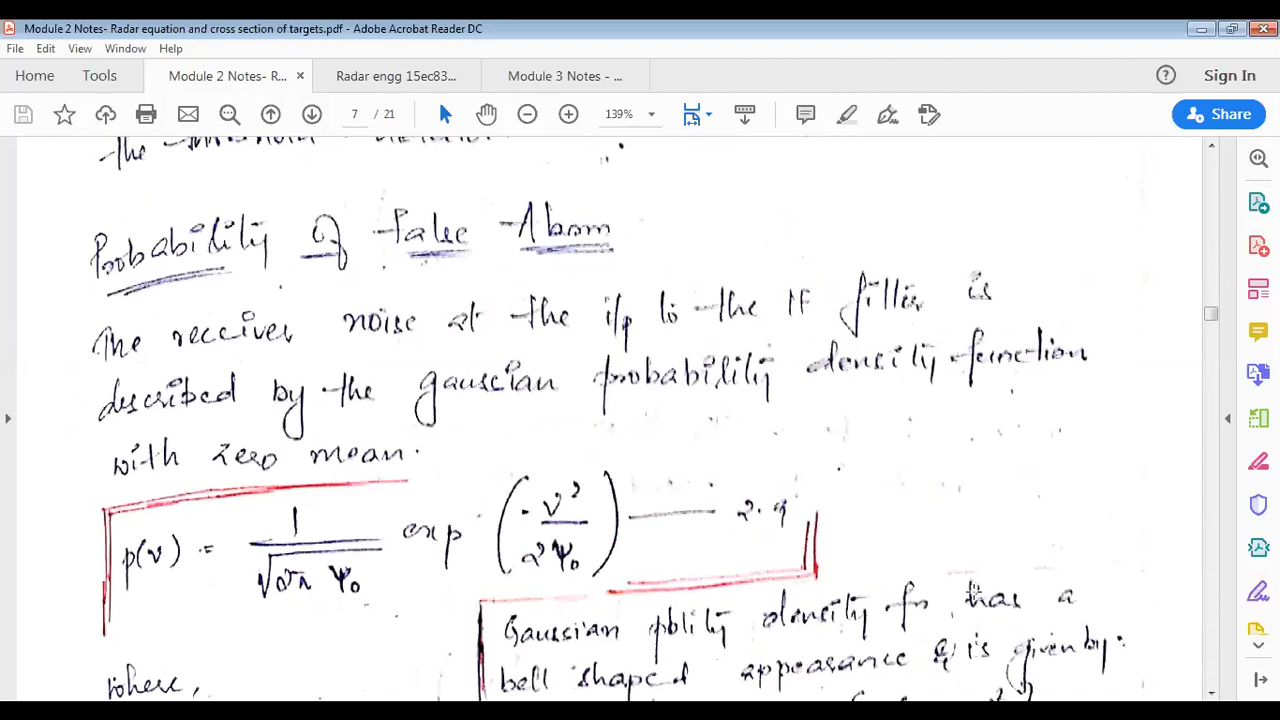 Module 2 Notes- Radar equation and cross section of targets.pdf - Adobe Acrobat Reader DC
File Edit View Window Help
Home Tools Module 2 Notes- R... × Radar engg 15ec83... Module 3 Notes - ... Sign In
7 / 21 139% Share
the
Probability Of False Alarm
The receiver noise at the i/p to the IF filter is
described by the gaussian probability density function
with zero mean.
p(v) = 1/√2π ψ₀ exp (-v²/2ψ₀) —— 2.9
Gaussian pblity density fn has a
where, bell shaped appearance & is given by: